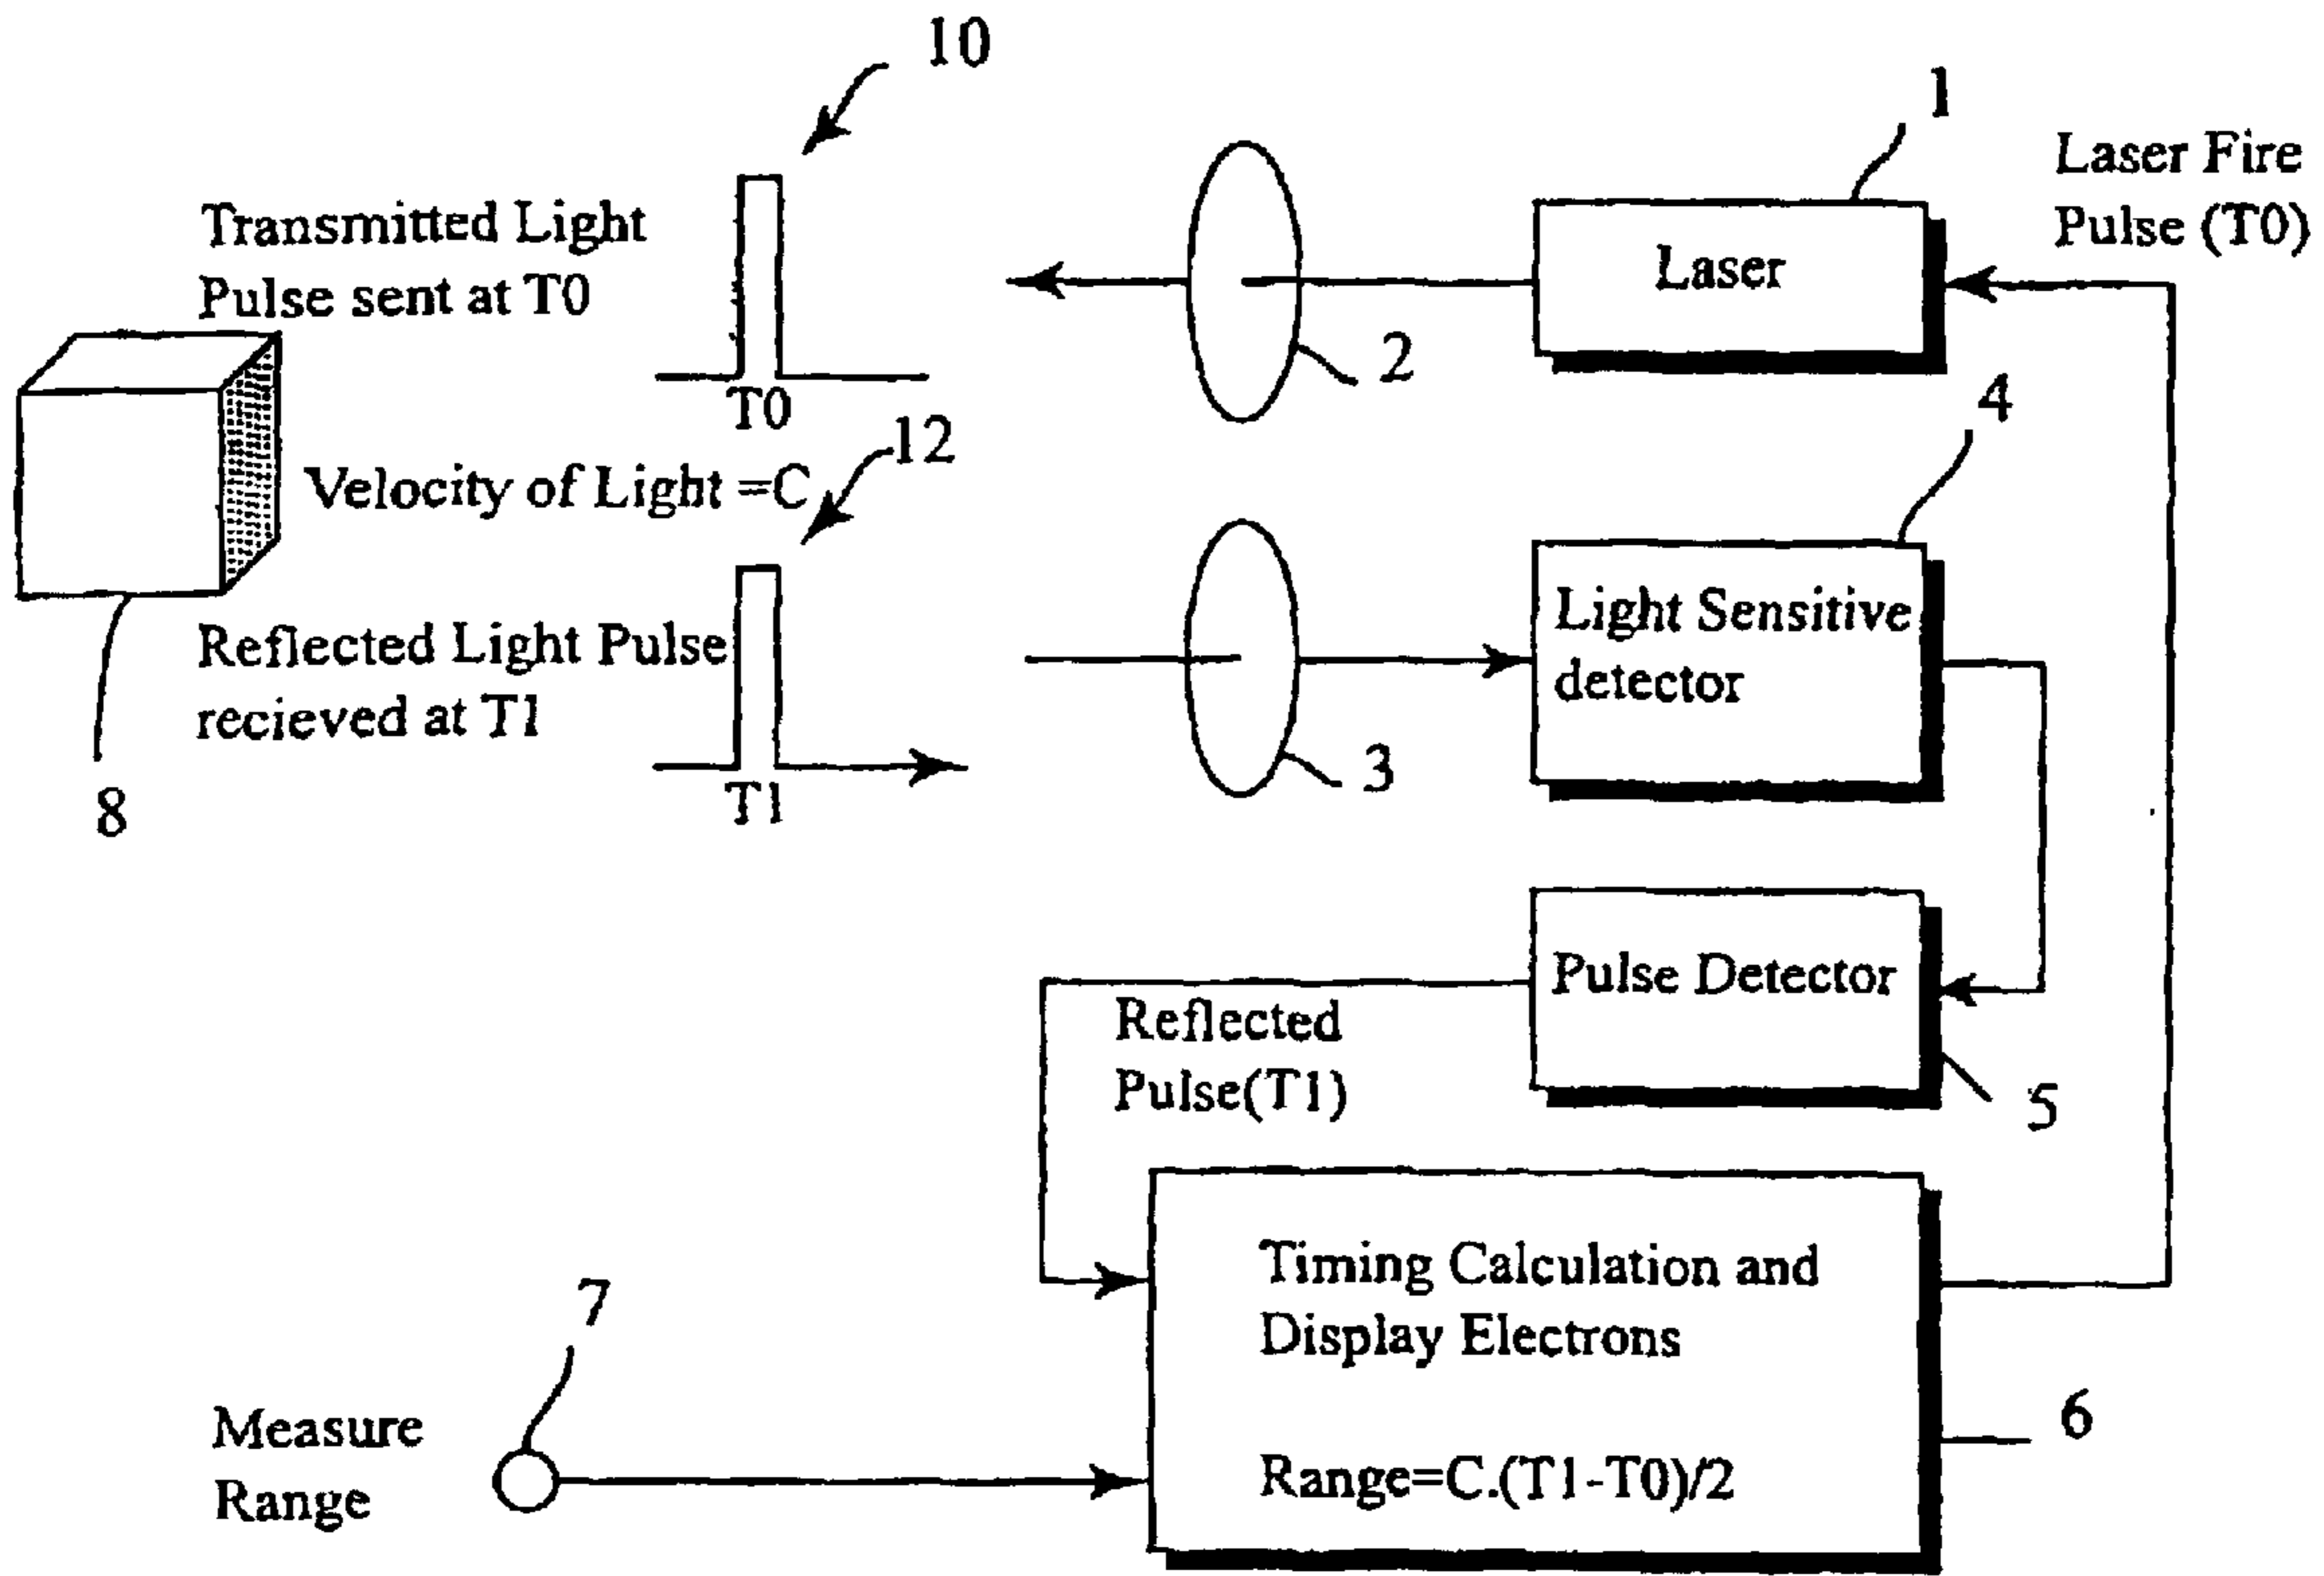 10
1
Laser Fire
Pulse (T0)
Transmitted Light
Pulse sent at T0
Laser
2
T0
4
12
Velocity of Light =C
Light Sensitive
detector
Reflected Light Pulse
recieved at T1
3
T1
8
Pulse Detector
Reflected
Pulse(T1)
5
Timing Calculation and
Display Electrons
7
6
Measure
Range
Range=C.(T1-T0)/2